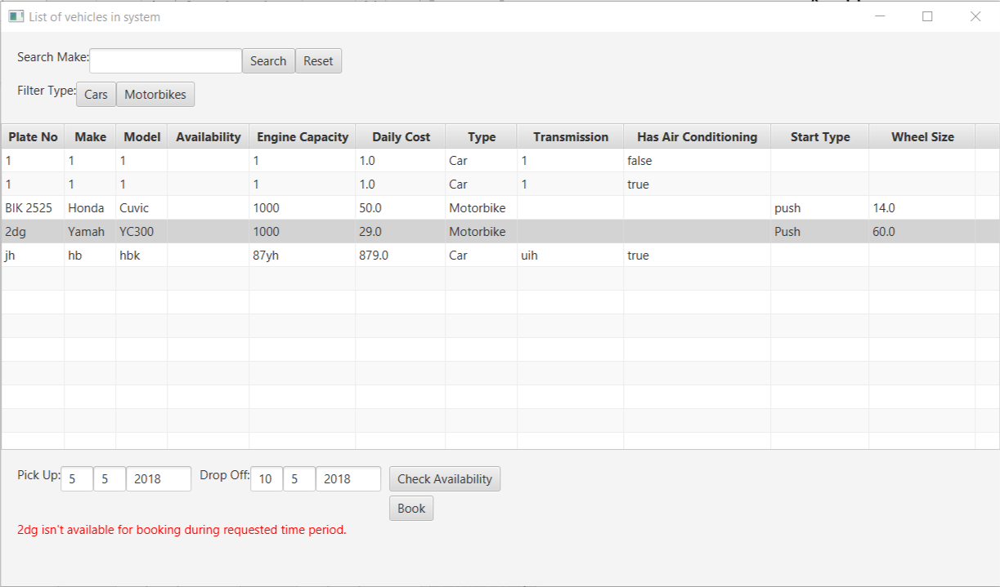 List of vehicles in system
Search Make: Search Reset
Filter Type: Cars Motorbikes
Plate No Make Model Availability Engine Capacity Daily Cost Type Transmission Has Air Conditioning Start Type Wheel Size
1 1 1 1 1.0 Car 1 false
1 1 1 1 1.0 Car 1 true
BIK 2525 Honda Cuvic 1000 50.0 Motorbike push 14.0
2dg Yamah YC300 1000 29.0 Motorbike Push 60.0
jh hb hbk 87yh 879.0 Car uih true
Pick Up: 5 5 2018 Drop Off: 10 5 2018 Check Availability
Book
2dg isn't available for booking during requested time period.